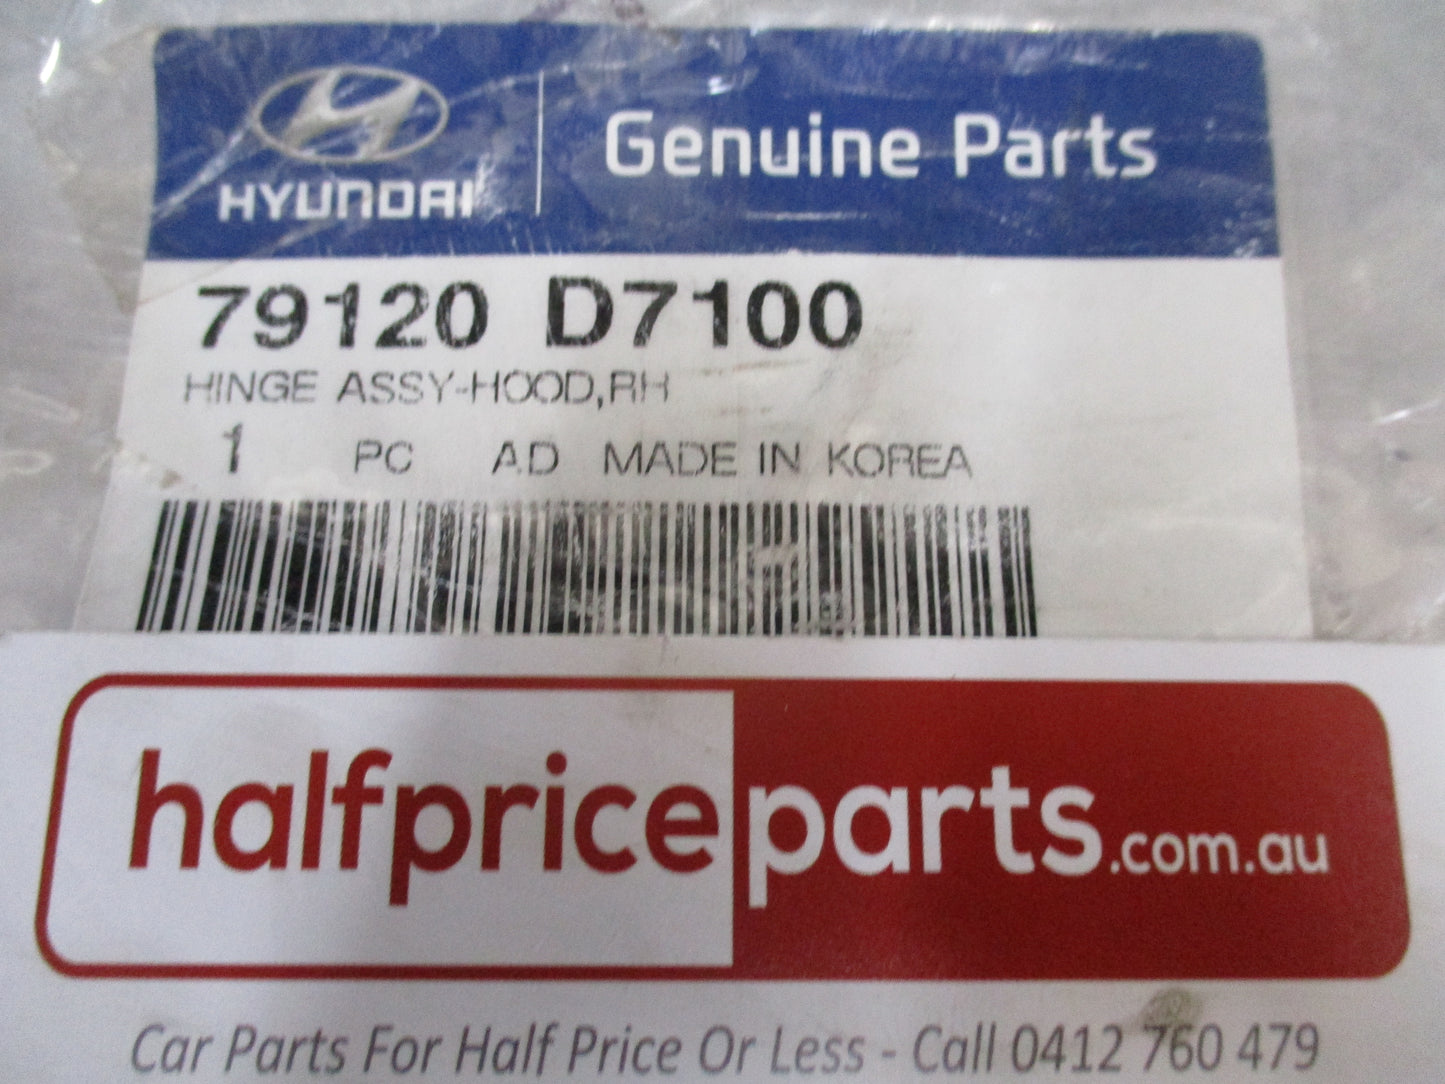 HYUNDAI
Genuine Parts
79120 D7100
HINGE ASSY-HOOD,RH
1 PC AD MADE IN KOREA
halfpriceparts.com.au
Car Parts For Half Price Or Less - Call 0412 760 479